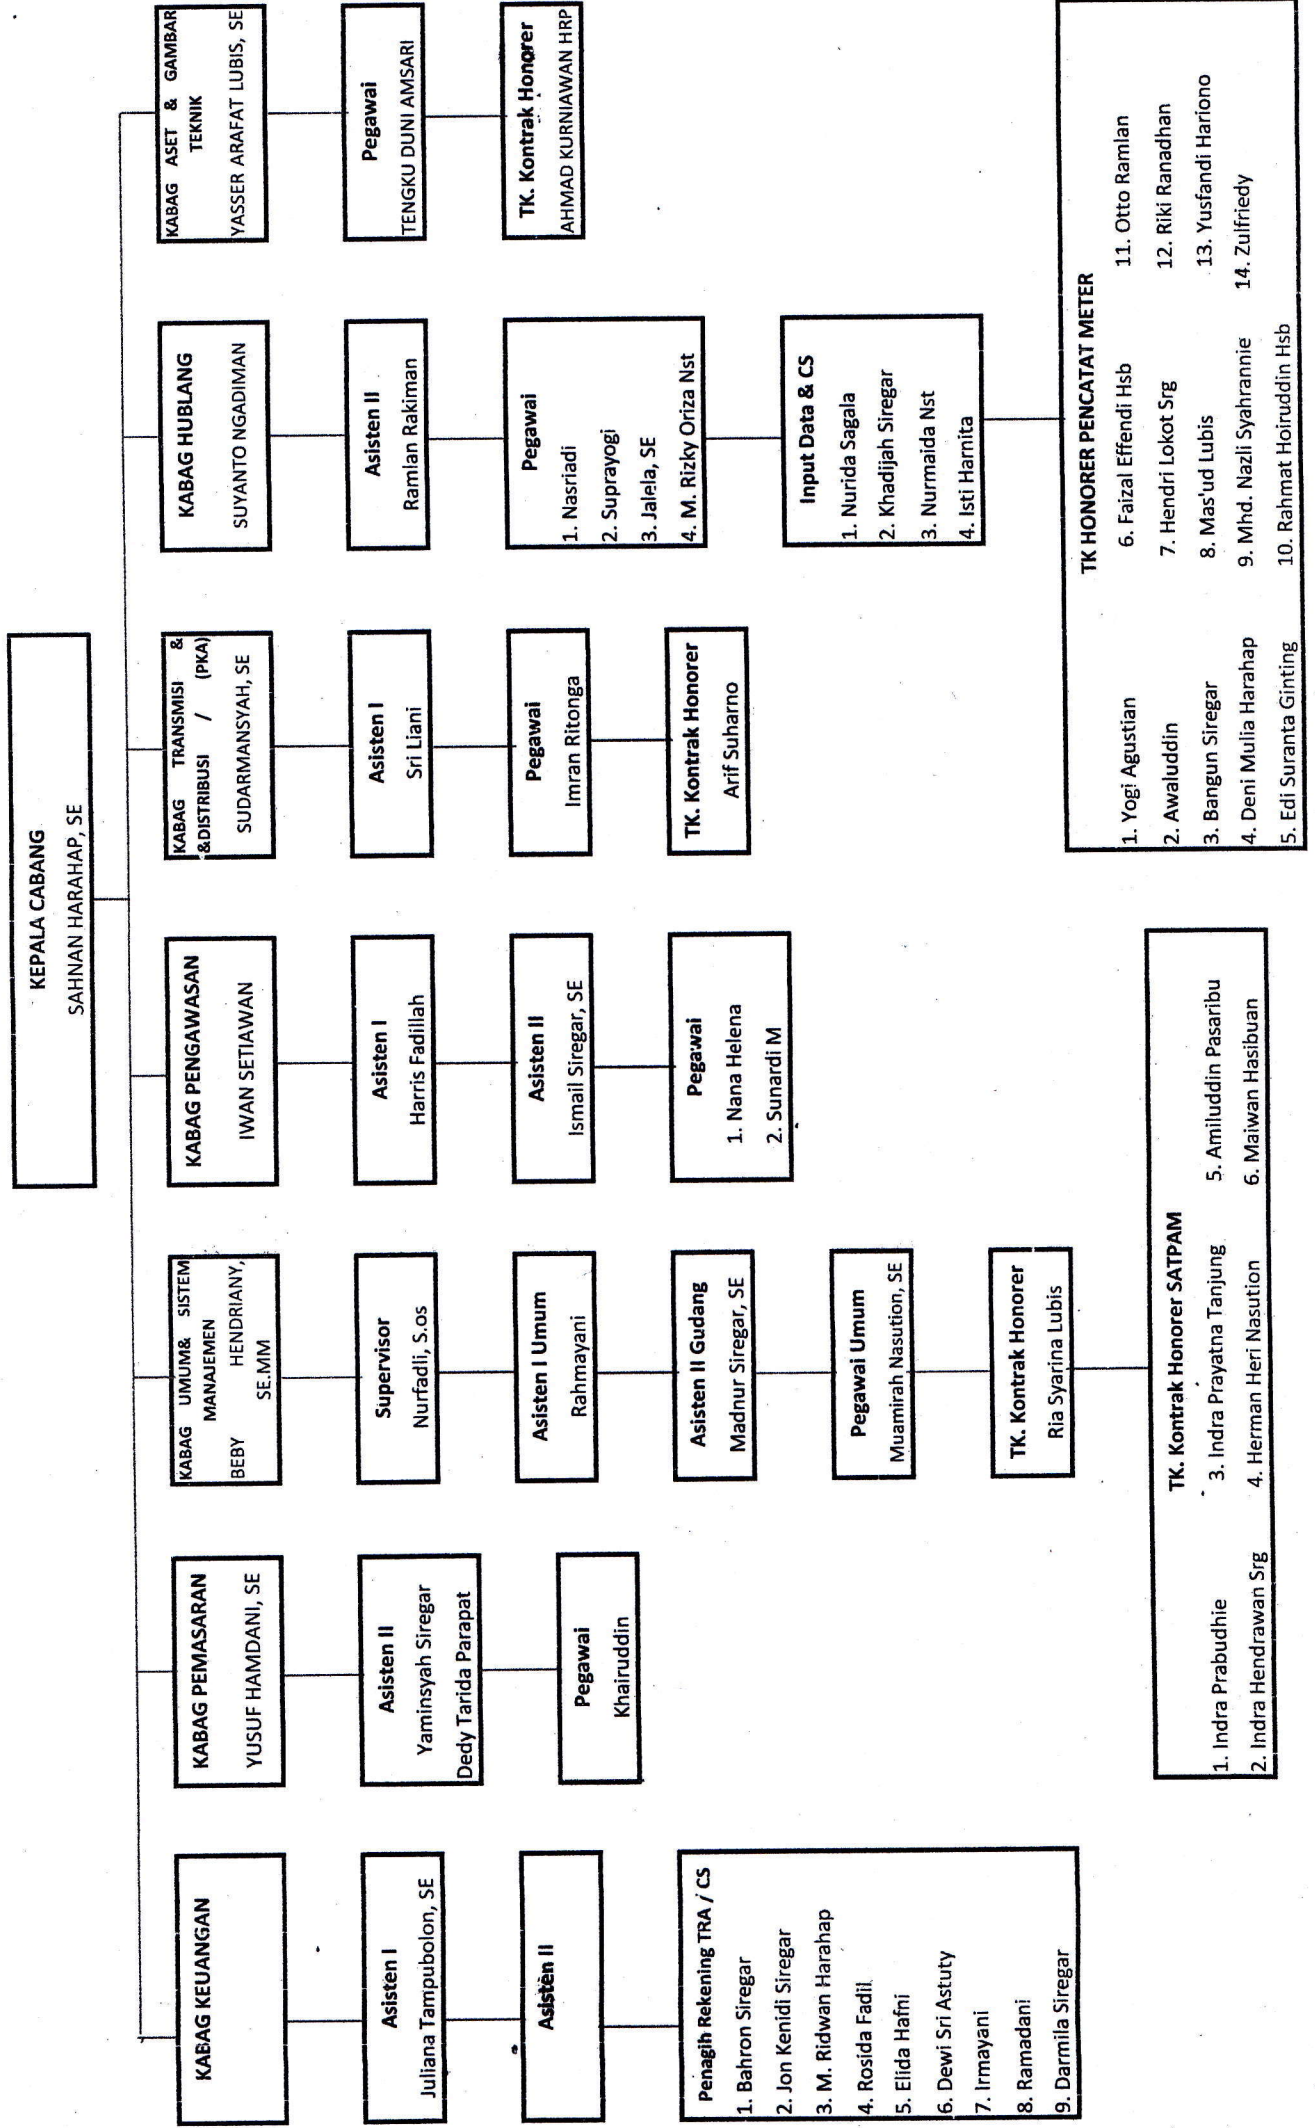 KEPALA CABANG
SAHNAN HARAHAP, SE
KABAG KEUANGAN
Asisten I
Juliana Tampubolon, SE
Asisten II
Penagih Rekening TRA / CS
1. Bahron Siregar
2. Jon Kenidi Siregar
3. M. Ridwan Harahap
4. Rosida Fadil
5. Elida Hafni
6. Dewi Sri Astuty
7. Irmayani
8. Ramadani
9. Darmila Siregar
KABAG PEMASARAN
YUSUF HAMDANI, SE
Asisten II
Yaminsyah Siregar
Dedy Tarida Parapat
Pegawai
Khairuddin
KABAG UMUM& SISTEM
MANAJEMEN
BEBY HENDRIANY,
SE.MM
Supervisor
Nurfadli, S.os
Asisten I Umum
Rahmayani
Asisten II Gudang
Madnur Siregar, SE
Pegawai Umum
Muamirah Nasution, SE
TK. Kontrak Honorer
Ria Syarina Lubis
TK. Kontrak Honorer SATPAM
1. Indra Prabudhie
2. Indra Hendrawan Srg
3. Indra Prayatna Tanjung
4. Herman Heri Nasution
5. Amiluddin Pasaribu
6. Maiwan Hasibuan
KABAG PENGAWASAN
IWAN SETIAWAN
Asisten I
Harris Fadillah
Asisten II
Ismail Siregar, SE
Pegawai
1. Nana Helena
2. Sunardi M
KABAG TRANSMISI &
&DISTRIBUSI / (PKA)
SUDARMANSYAH, SE
Asisten I
Sri Liani
Pegawai
Imran Ritonga
TK. Kontrak Honorer
Arif Suharno
KABAG HUBLANG
SUYANTO NGADIMAN
Asisten II
Ramlan Rakiman
Pegawai
1. Nasriadi
2. Suprayogi
3. Jalela, SE
4. M. Rizky Oriza Nst
Input Data & CS
1. Nurida Sagala
2. Khadijah Siregar
3. Nurmaida Nst
4. Isti Harnita
TK HONORER PENCATAT METER
1. Yogi Agustian
2. Awaluddin
3. Bangun Siregar
4. Deni Mulia Harahap
5. Edi Suranta Ginting
6. Faizal Effendi Hsb
7. Hendri Lokot Srg
8. Mas'ud Lubis
9. Mhd. Nazli Syahrannie
10. Rahmat Hoiruddin Hsb
11. Otto Ramlan
12. Riki Ranadhan
13. Yusfandi Hariono
14. Zulfriedy
KABAG ASET & GAMBAR
TEKNIK
YASSER ARAFAT LUBIS, SE
Pegawai
TENGKU DUNI AMSARI
TK. Kontrak Honorer
AHMAD KURNIAWAN HRP